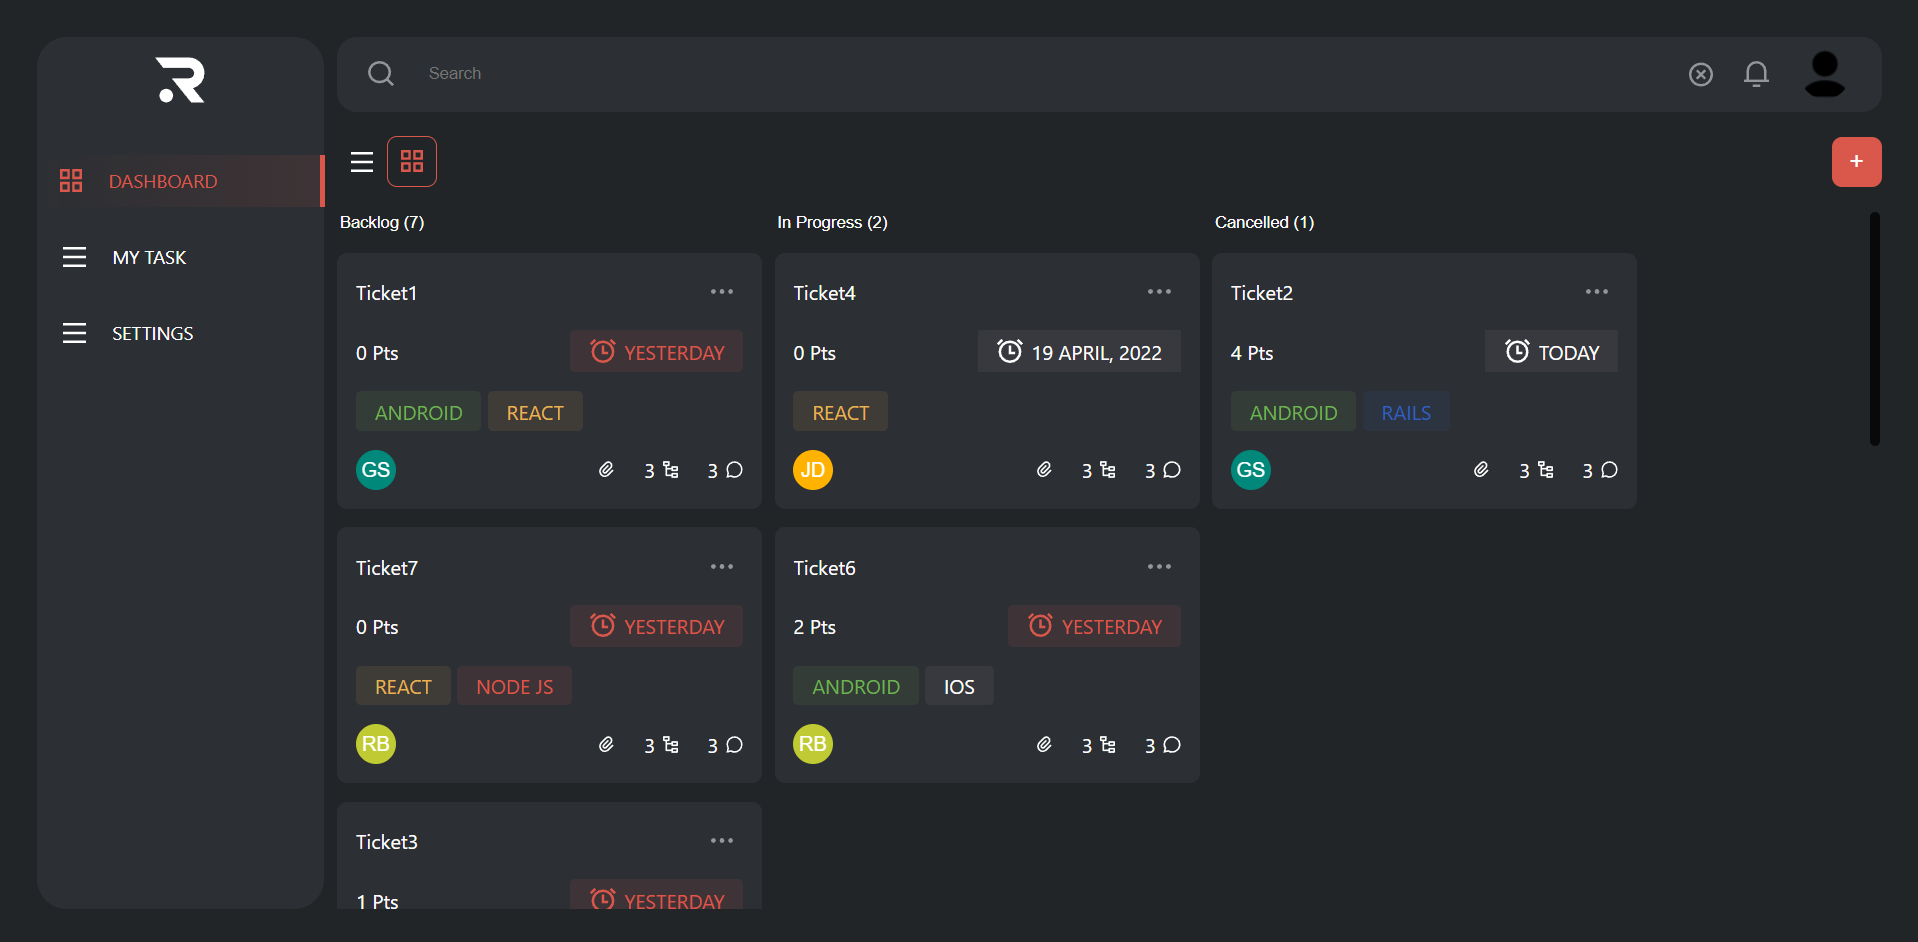 Search
DASHBOARD
MY TASK
SETTINGS
+
Backlog (7)
Ticket1
0 Pts
YESTERDAY
ANDROID
REACT
GS
3
3
Ticket7
0 Pts
YESTERDAY
REACT
NODE JS
RB
3
3
Ticket3
1 Pts
YESTERDAY
In Progress (2)
Ticket4
0 Pts
19 APRIL, 2022
REACT
JD
3
3
Ticket6
2 Pts
YESTERDAY
ANDROID
IOS
RB
3
3
Cancelled (1)
Ticket2
4 Pts
TODAY
ANDROID
RAILS
GS
3
3